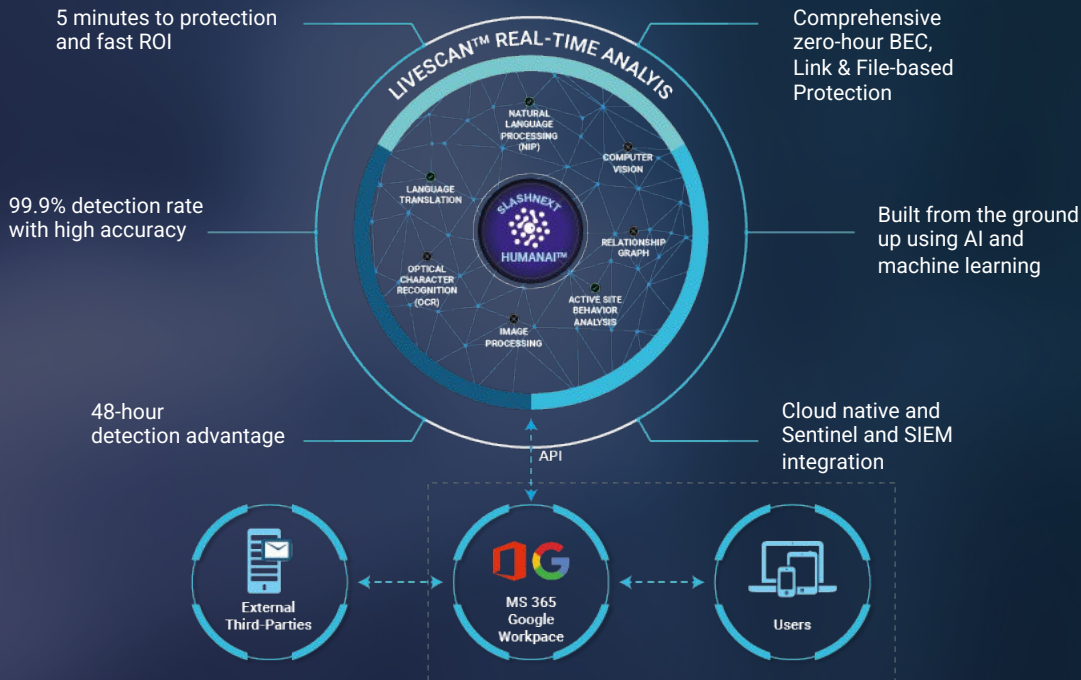 5 minutes to protection
and fast ROI
Comprehensive
zero-hour BEC,
Link & File-based
Protection
LIVESCAN™ REAL-TIME ANALYIS
NATURAL
LANGUAGE
PROCESSING
(NIP)
COMPUTER
VISION
LANGUAGE
TRANSLATION
SLASHNEXT
HUMANAI™
RELATIONSHIP
GRAPH
OPTICAL
CHARACTER
RECOGNITION
(OCR)
ACTIVE SITE
BEHAVIOR
ANALYSIS
IMAGE
PROCESSING
99.9% detection rate
with high accuracy
Built from the ground
up using AI and
machine learning
48-hour
detection advantage
Cloud native and
Sentinel and SIEM
integration
API
External
Third-Parties
MS 365
Google
Workpace
Users